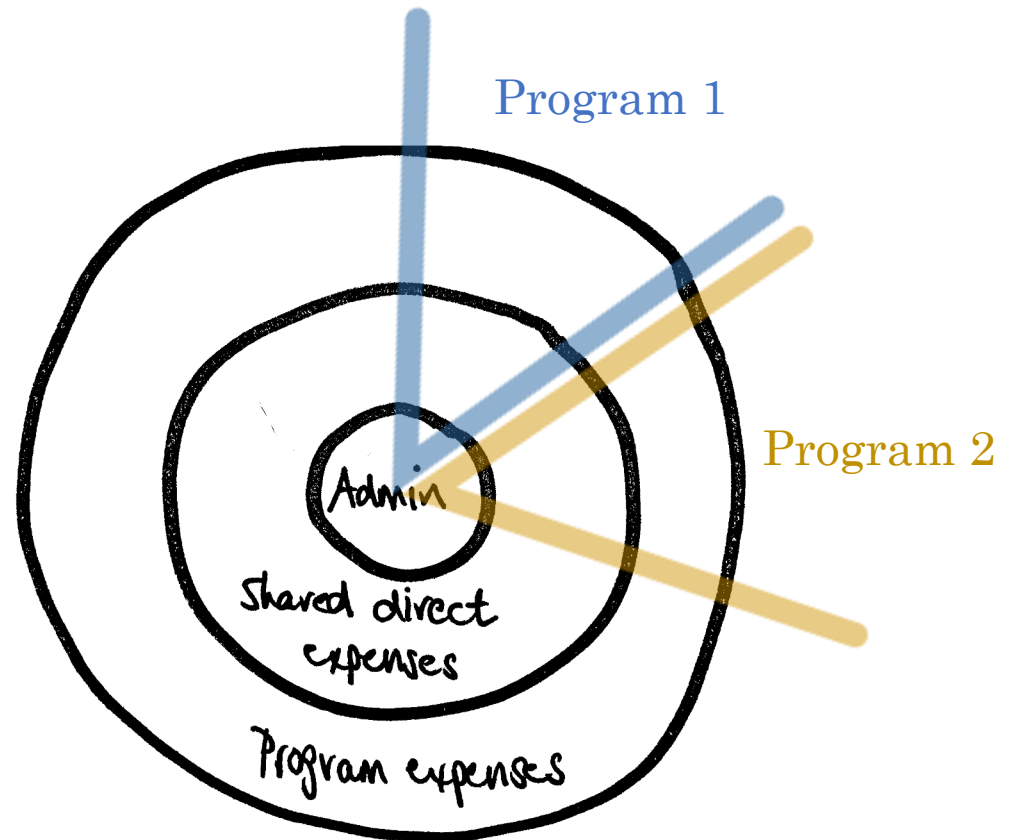 Program 1
Program 2
Admin
Shared direct
expenses
Program expenses